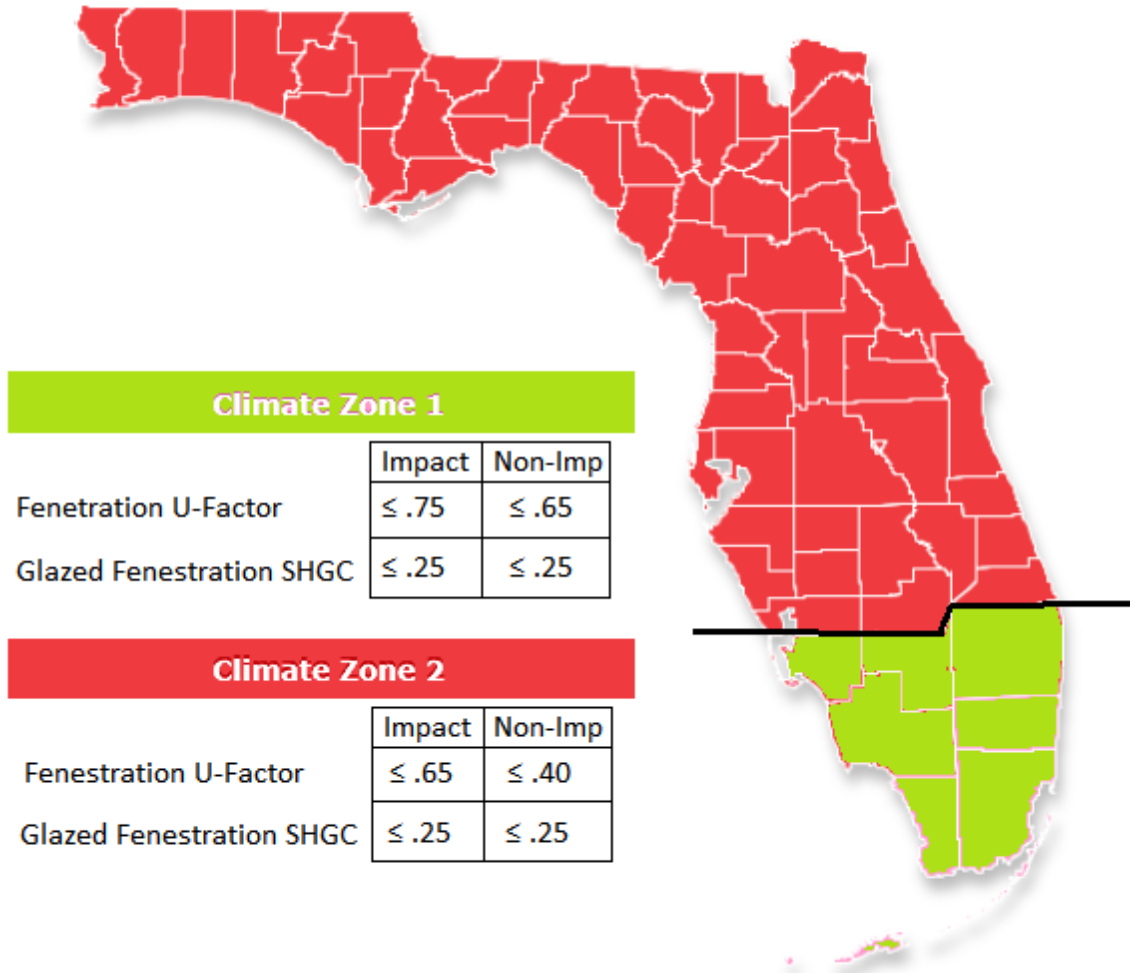 Climate Zone 1
Impact Non-Imp
Fenetration U-Factor ≤ .75 ≤ .65
Glazed Fenestration SHGC ≤ .25 ≤ .25
Climate Zone 2
Impact Non-Imp
Fenestration U-Factor ≤ .65 ≤ .40
Glazed Fenestration SHGC ≤ .25 ≤ .25